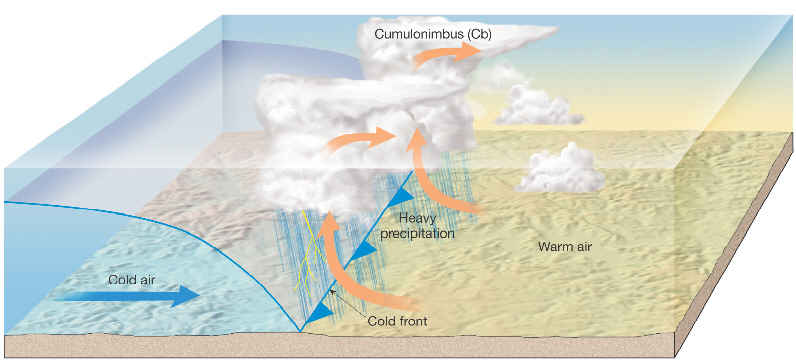 Cumulonimbus (Cb)
Heavy
precipitation
Warm air
Cold air
Cold front